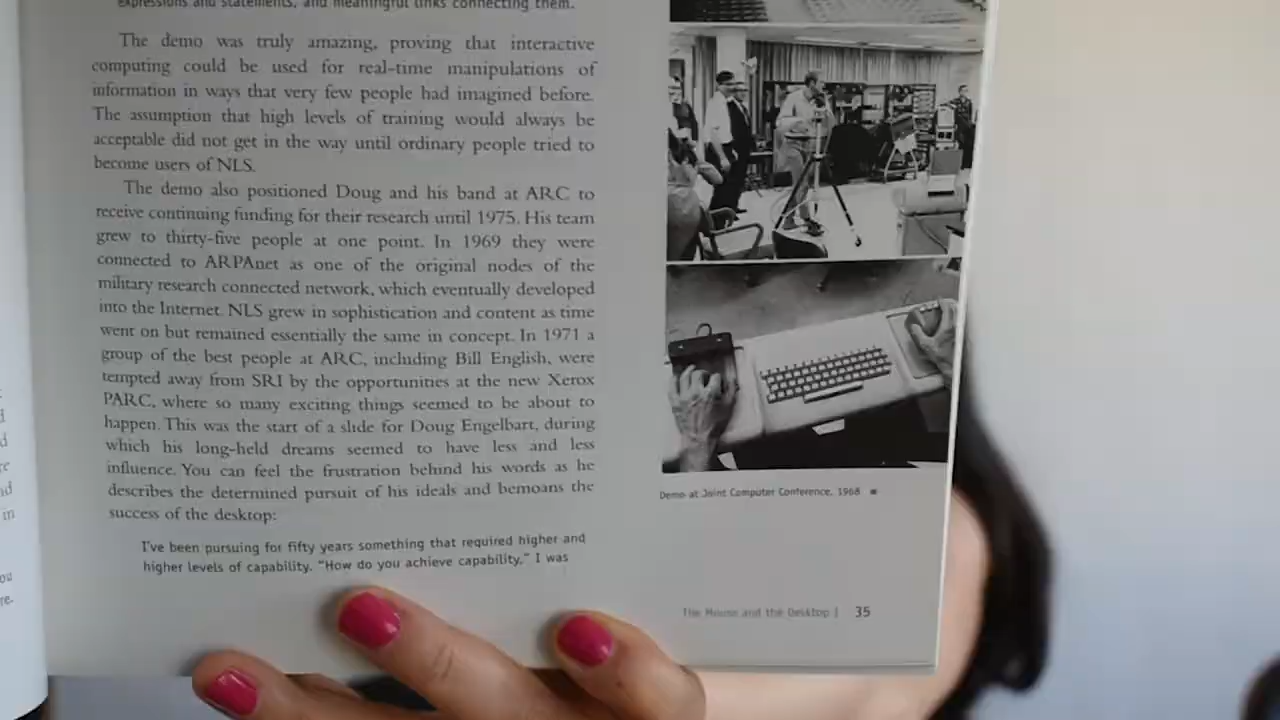 expressions and statements, and meaningful links connecting them.
The demo was truly amazing, proving that interactive
computing could be used for real-time manipulations of
information in ways that very few people had imagined before.
The assumption that high levels of training would always be
acceptable did not get in the way until ordinary people tried to
become users of NLS.
The demo also positioned Doug and his band at ARC to
receive continuing funding for their research until 1975. His team
grew to thirty-five people at one point. In 1969 they were
connected to ARPAnet as one of the original nodes of the
military research connected network, which eventually developed
into the Internet. NLS grew in sophistication and content as time
went on but remained essentially the same in concept. In 1971 a
group of the best people at ARC, including Bill English, were
tempted away from SRI by the opportunities at the new Xerox
PARC, where so many exciting things seemed to be about to
happen. This was the start of a slide for Doug Engelbart, during
which his long-held dreams seemed to have less and less
influence. You can feel the frustration behind his words as he
describes the determined pursuit of his ideals and bemoans the
success of the desktop:
I've been pursuing for fifty years something that required higher and
higher levels of capability. "How do you achieve capability," I was
Demo at Joint Computer Conference, 1968
The Mouse and the Desktop | 35
in